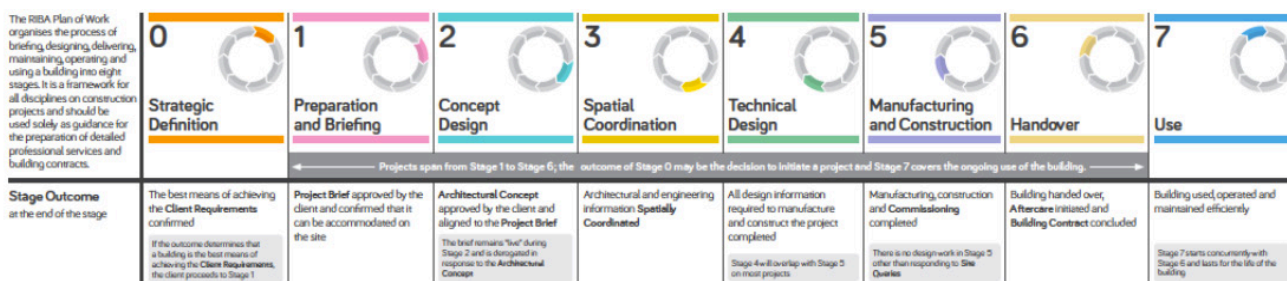 The RIBA Plan of Work
organises the process of
briefing, designing, delivering,
maintaining, operating and
using a building into eight
stages. It is a framework for
all disciplines on construction
projects and should be
used solely as guidance for
the preparation of detailed
professional services and
building contracts.
0
Strategic
Definition
1
Preparation
and Briefing
2
Concept
Design
3
Spatial
Coordination
4
Technical
Design
5
Manufacturing
and Construction
6
Handover
7
Use
Projects span from Stage 1 to Stage 6; the outcome of Stage 0 may be the decision to initiate a project and Stage 7 covers the ongoing use of the building.
Stage Outcome
at the end of the stage
The best means of achieving
the Client Requirements
confirmed
If the outcome determines that
a building is the best means of
achieving the Client Requirements,
the client proceeds to Stage 1
Project Brief approved by the
client and confirmed that it
can be accommodated on
the site
Architectural Concept
approved by the client and
aligned to the Project Brief
The brief remains "live" during
Stage 2 and is derogated in
response to the Architectural
Concept
Architectural and engineering
information Spatially
Coordinated
All design information
required to manufacture
and construct the project
completed
Stage 4 will overlap with Stage 5
on most projects
Manufacturing, construction
and Commissioning
completed
There is no design work in Stage 5
other than responding to Site
Queries
Building handed over,
Aftercare initiated and
Building Contract concluded
Building used, operated and
maintained efficiently
Stage 7 starts concurrently with
Stage 6 and lasts for the life of the
building